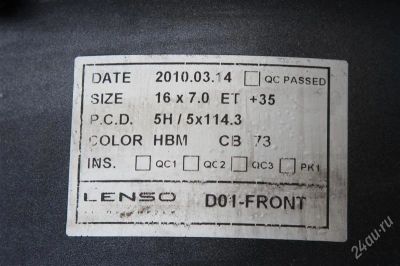 DATE 2010.03.14 QC PASSED
SIZE 16 x 7.0 ET +35
P.C.D. 5H / 5x114.3
COLOR HBM CB 73
INS. QC1 QC2 QC3 PK1
LENSO D01-FRONT
24au.ru